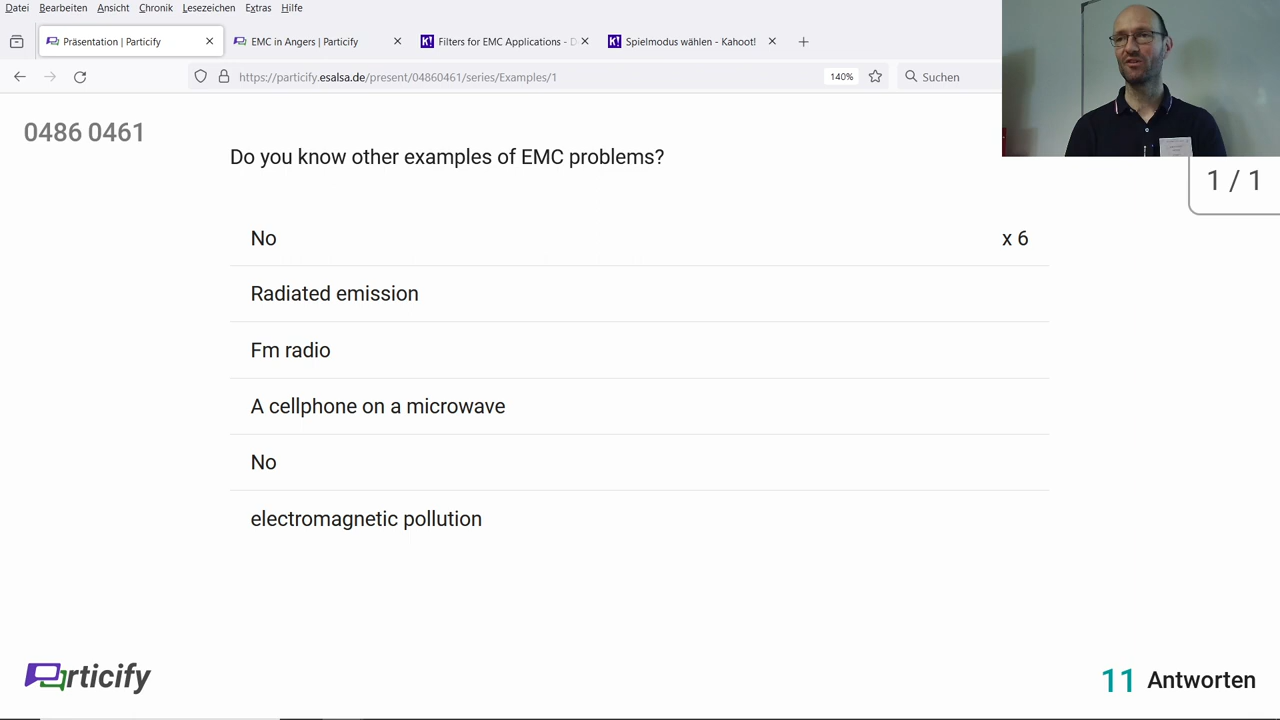 Datei Bearbeiten Ansicht Chronik Lesezeichen Extras Hilfe
Präsentation | Particify
EMC in Angers | Particify
Filters for EMC Applications - D
Spielmodus wählen - Kahoot!
https://particify.esalsa.de/present/04860461/series/Examples/1
140%
Suchen
0486 0461
Do you know other examples of EMC problems?
1 / 1
No x 6
Radiated emission
Fm radio
A cellphone on a microwave
No
electromagnetic pollution
Particify
11 Antworten